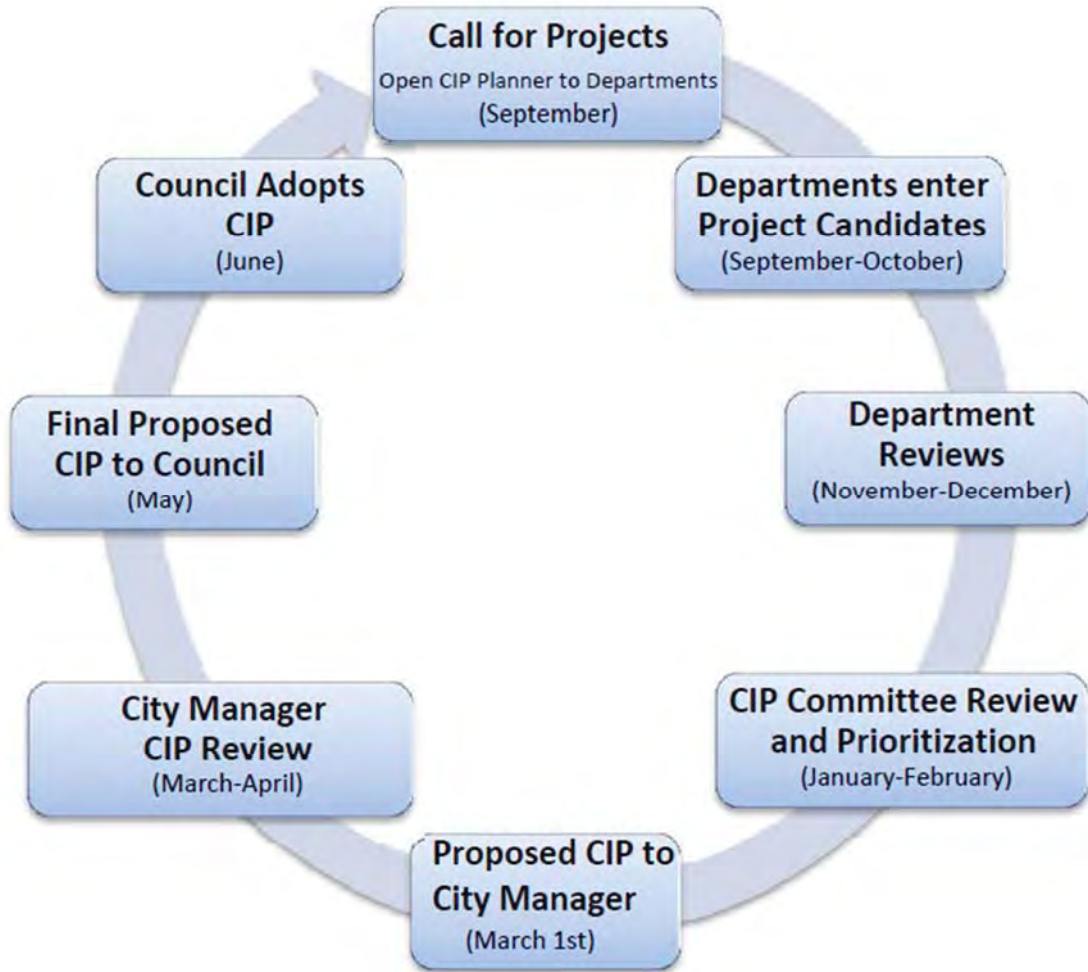 Call for Projects
Open CIP Planner to Departments
(September)
Departments enter
Project Candidates
(September-October)
Department
Reviews
(November-December)
CIP Committee Review
and Prioritization
(January-February)
Proposed CIP to
City Manager
(March 1st)
City Manager
CIP Review
(March-April)
Final Proposed
CIP to Council
(May)
Council Adopts
CIP
(June)